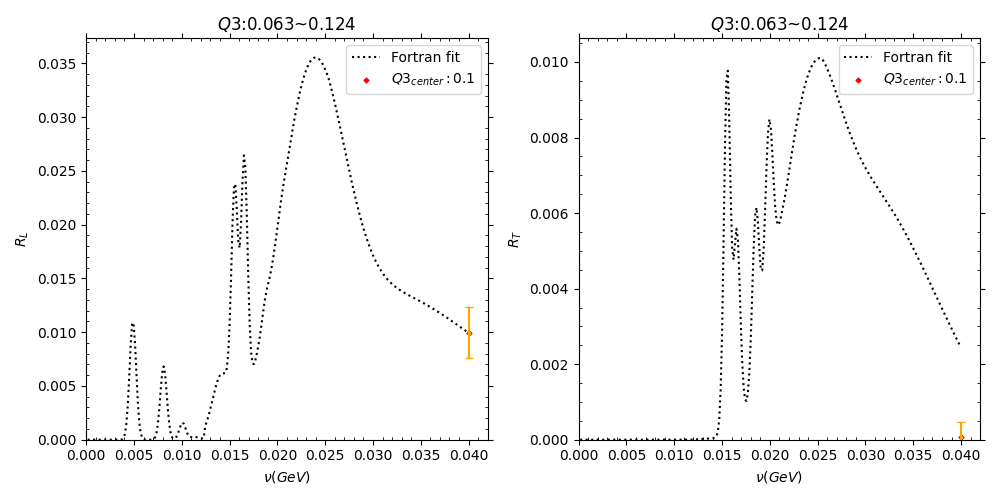 Q3:0.063~0.124
Fortran fit
Q3center : 0.1
0.035
0.030
0.025
0.020
0.015
0.010
0.005
0.000
R_L
0.000 0.005 0.010 0.015 0.020 0.025 0.030 0.035 0.040
ν(GeV)
Q3:0.063~0.124
Fortran fit
Q3center : 0.1
0.010
0.008
0.006
0.004
0.002
0.000
R_T
0.000 0.005 0.010 0.015 0.020 0.025 0.030 0.035 0.040
ν(GeV)